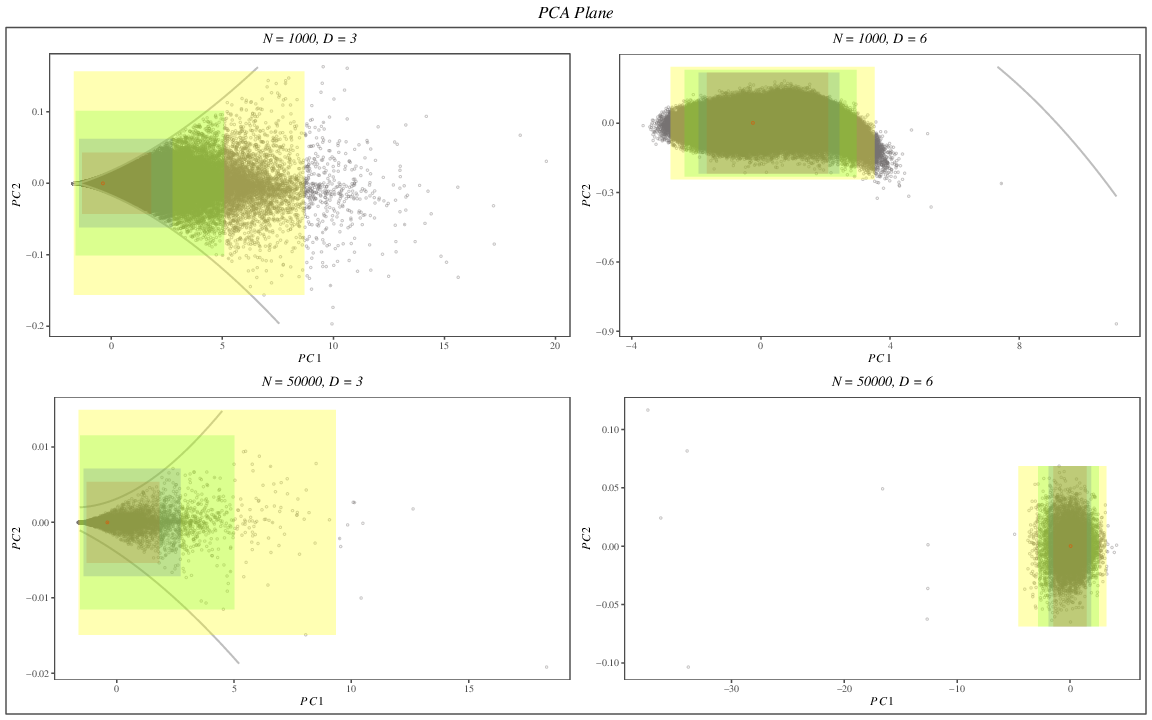 PCA Plane
N = 1000, D = 3
N = 1000, D = 6
PC2
0.1
0.0
−0.1
−0.2
0
5
10
15
20
PC1
PC2
0.0
−0.3
−0.6
−0.9
−4
0
4
8
PC1
N = 50000, D = 3
N = 50000, D = 6
PC2
0.01
0.00
−0.01
−0.02
0
5
10
15
PC1
PC2
0.10
0.05
0.00
−0.05
−0.10
−30
−20
−10
0
PC1